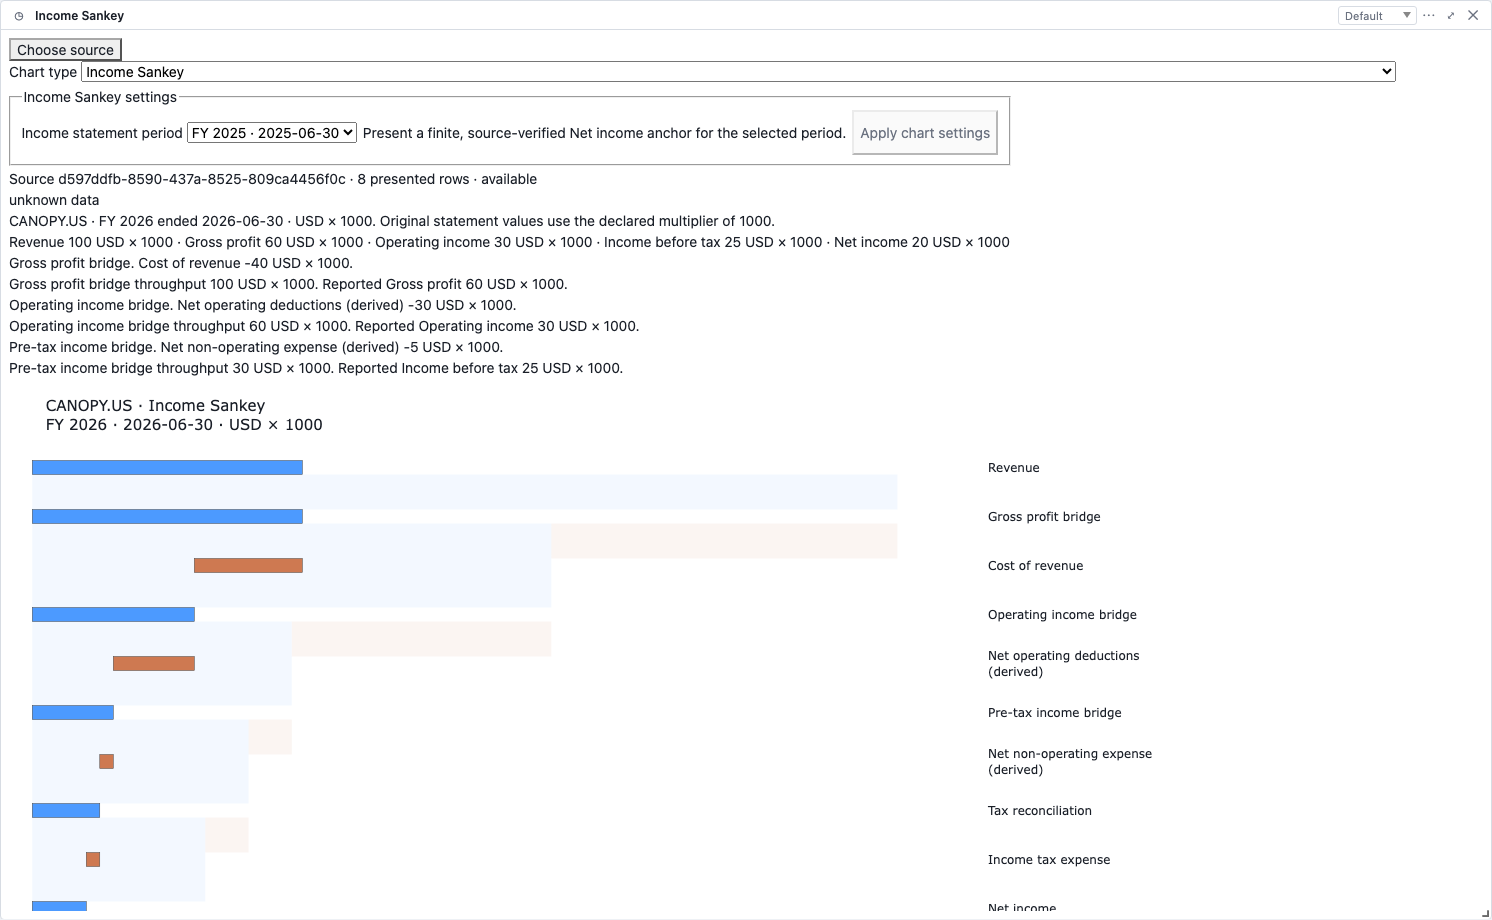 Income Sankey
Default
Choose source
Chart type Income Sankey
Income Sankey settings
Income statement period FY 2025 · 2025-06-30 Present a finite, source-verified Net income anchor for the selected period. Apply chart settings
Source d597ddfb-8590-437a-8525-809ca4456f0c · 8 presented rows · available
unknown data
CANOPY.US · FY 2026 ended 2026-06-30 · USD × 1000. Original statement values use the declared multiplier of 1000.
Revenue 100 USD × 1000 · Gross profit 60 USD × 1000 · Operating income 30 USD × 1000 · Income before tax 25 USD × 1000 · Net income 20 USD × 1000
Gross profit bridge. Cost of revenue -40 USD × 1000.
Gross profit bridge throughput 100 USD × 1000. Reported Gross profit 60 USD × 1000.
Operating income bridge. Net operating deductions (derived) -30 USD × 1000.
Operating income bridge throughput 60 USD × 1000. Reported Operating income 30 USD × 1000.
Pre-tax income bridge. Net non-operating expense (derived) -5 USD × 1000.
Pre-tax income bridge throughput 30 USD × 1000. Reported Income before tax 25 USD × 1000.
CANOPY.US · Income Sankey
FY 2026 · 2026-06-30 · USD × 1000
Revenue
Gross profit bridge
Cost of revenue
Operating income bridge
Net operating deductions
(derived)
Pre-tax income bridge
Net non-operating expense
(derived)
Tax reconciliation
Income tax expense
Net income